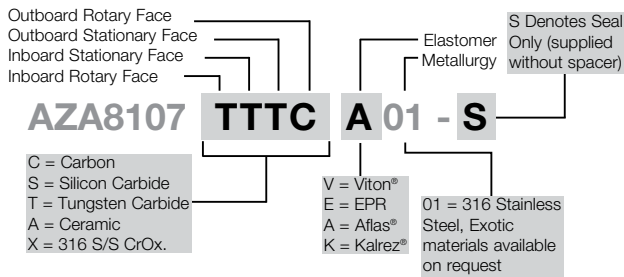 Outboard Rotary Face
Outboard Stationary Face
Inboard Stationary Face
Inboard Rotary Face
Elastomer
Metallurgy
S Denotes Seal
Only (supplied
without spacer)
AZA8107 TTTC A 01 - S
C = Carbon
S = Silicon Carbide
T = Tungsten Carbide
A = Ceramic
X = 316 S/S CrOx.
V = Viton®
E = EPR
A = Aflas®
K = Kalrez®
01 = 316 Stainless
Steel, Exotic
materials available
on request